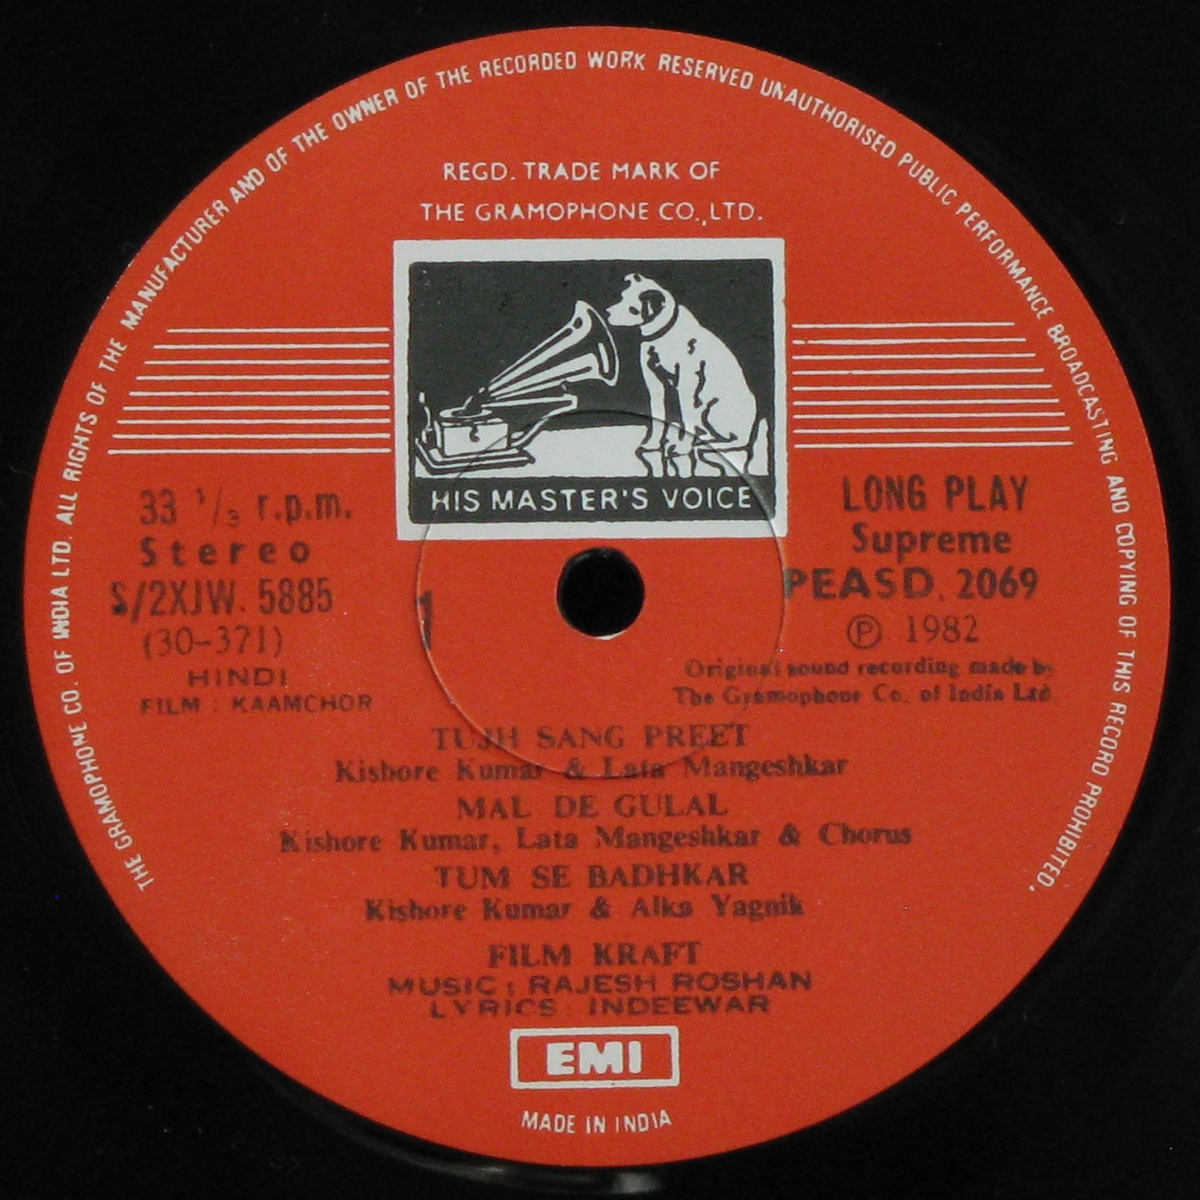 THE GRAMOPHONE CO. OF INDIA LTD. ALL RIGHTS OF THE MANUFACTURER AND OF THE OWNER OF THE RECORDED WORK RESERVED UNAUTHORISED PUBLIC PERFORMANCE BROADCASTING AND COPYING OF THIS RECORD PROHIBITED.
REGD. TRADE MARK OF
THE GRAMOPHONE CO., LTD.
HIS MASTER'S VOICE
33 1/3 r.p.m.
Stereo
S/2XJW. 5885
(30-371)
HINDI
FILM : KAAMCHOR
1
LONG PLAY
Supreme
PEASD. 2069
℗ 1982
Original sound recording made by
The Gramophone Co. of India Ltd
TUJH SANG PREET
Kishore Kumar & Lata Mangeshkar
MAL DE GULAL
Kishore Kumar, Lata Mangeshkar & Chorus
TUM SE BADHKAR
Kishore Kumar & Alka Yagnik
FILM KRAFT
MUSIC : RAJESH ROSHAN
LYRICS : INDEEWAR
EMI
MADE IN INDIA